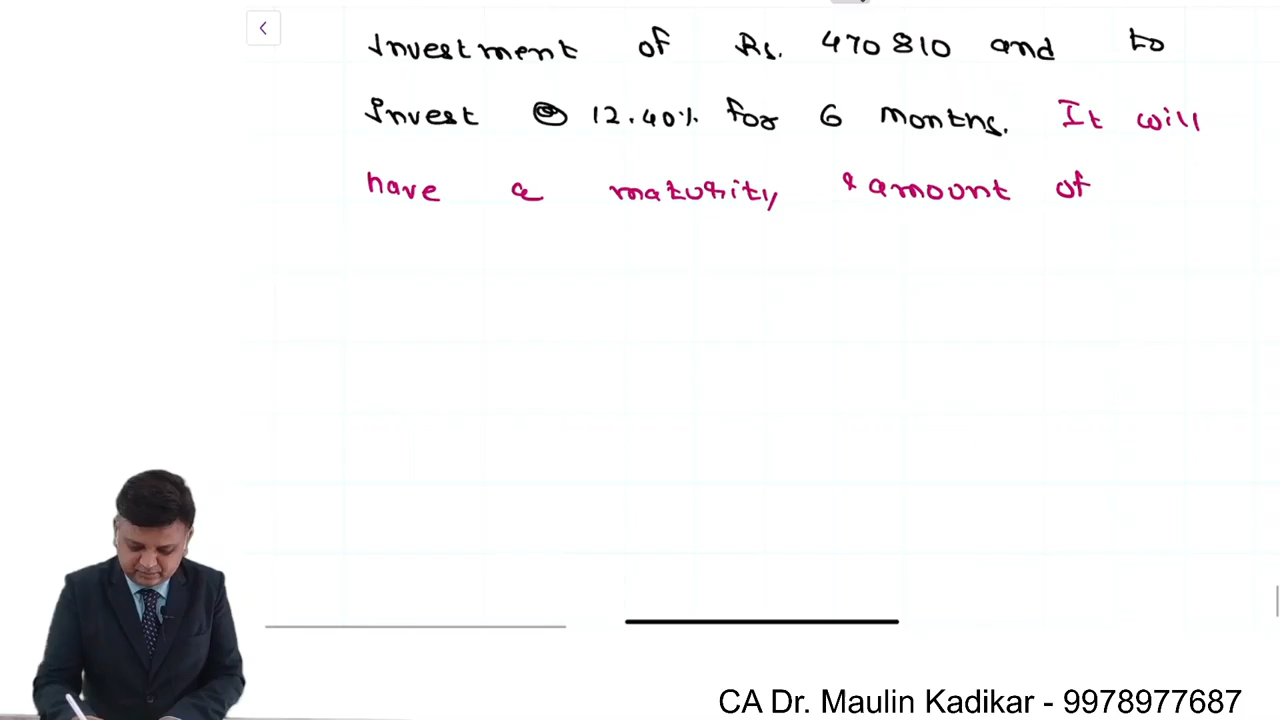 Investment of Rs. 470810 and to
Invest @ 12.40% for 6 months. It will
have a maturity amount of
CA Dr. Maulin Kadikar - 9978977687